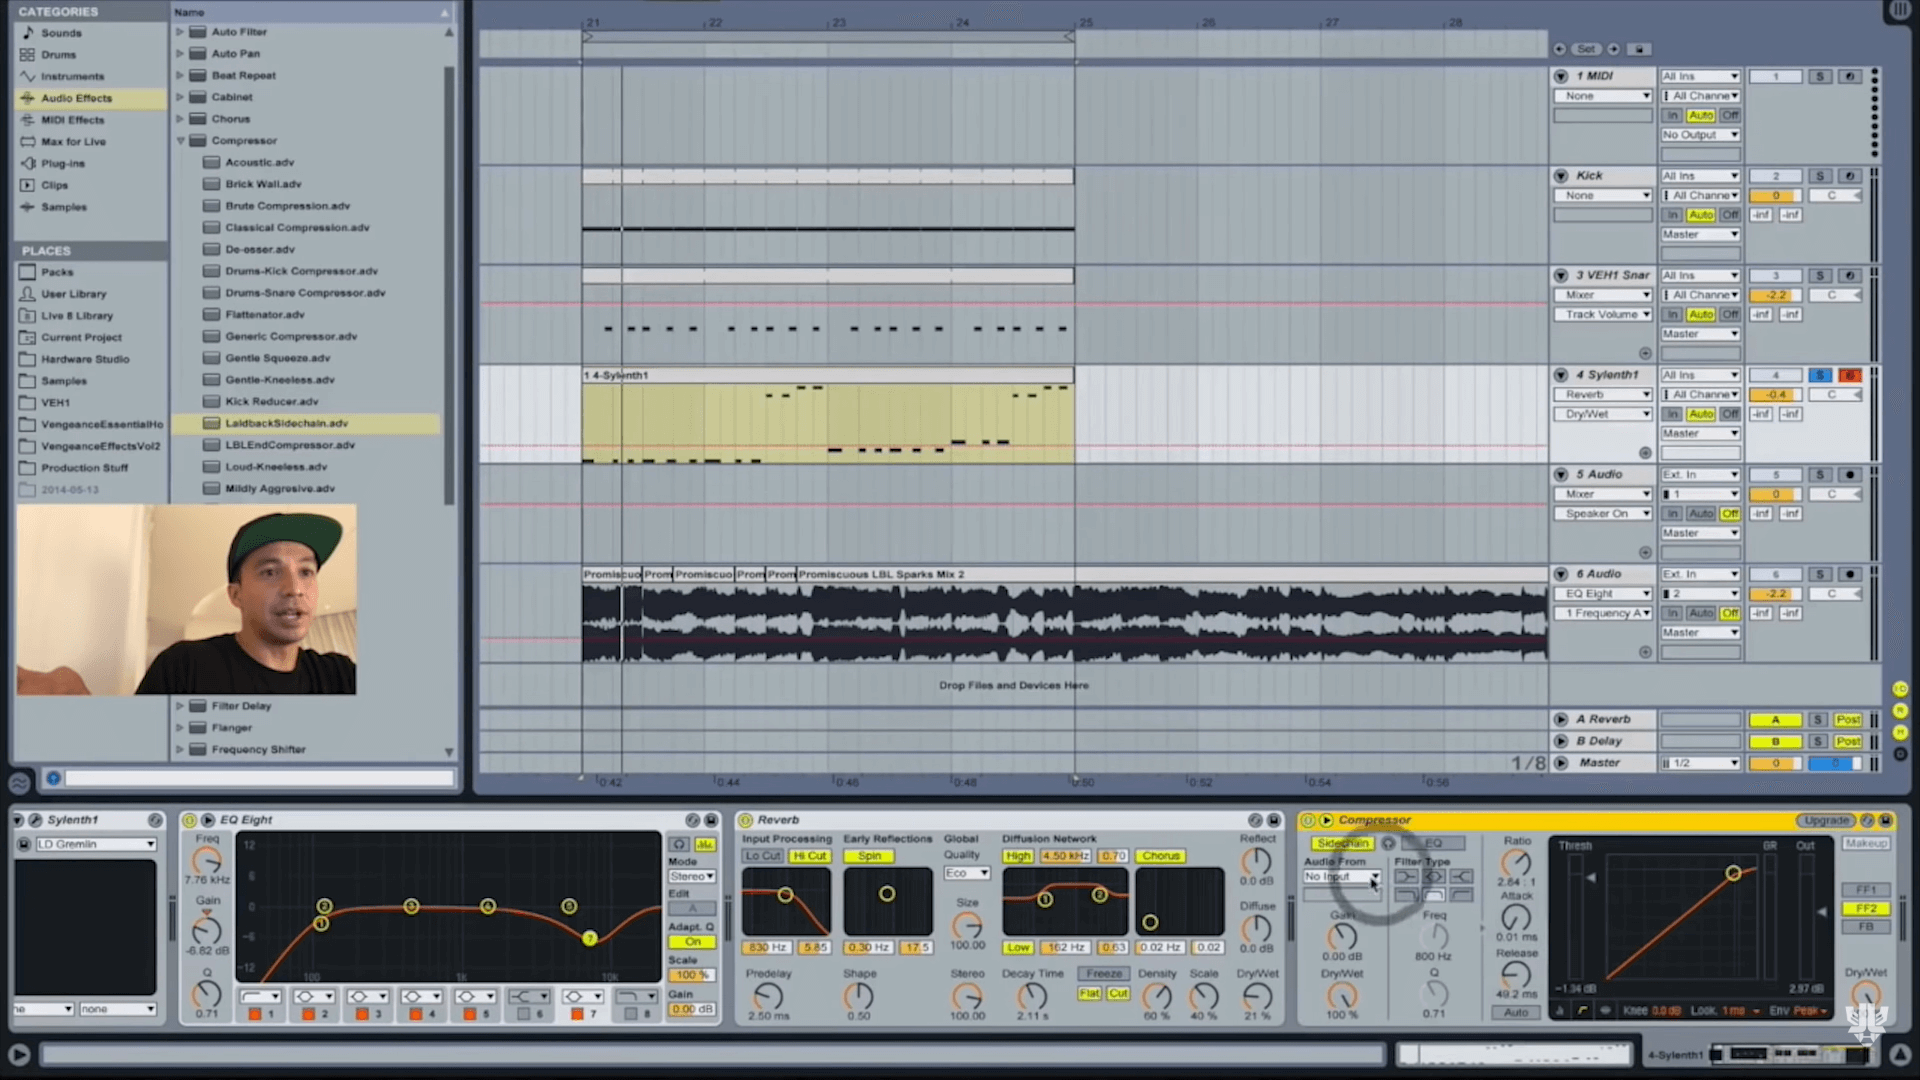 CATEGORIES
Sounds
Drums
Instruments
Audio Effects
MIDI Effects
Max for Live
Plug-ins
Clips
Samples
PLACES
Packs
User Library
Live 8 Library
Current Project
Hardware Studio
Samples
VEH1
VengeanceEssentialHo
VengeanceEffectsVol2
Production Stuff
2014-05-13
Name
Auto Filter
Auto Pan
Beat Repeat
Cabinet
Chorus
Compressor
Acoustic.adv
Brick Wall.adv
Brute Compression.adv
Classical Compression.adv
De-esser.adv
Drums-Kick Compressor.adv
Drums-Snare Compressor.adv
Flattenator.adv
Generic Compressor.adv
Gentle Squeeze.adv
Gentle-Kneeless.adv
Kick Reducer.adv
LaidbackSidechain.adv
LBLEndCompressor.adv
Loud-Kneeless.adv
Mildly Aggresive.adv
Filter Delay
Flanger
Frequency Shifter
21 22 23 24 25 26 27 28
Set
1 4-Sylenth1
Promiscuo Prom Promiscuo Prom Prom Promiscuous LBL Sparks Mix 2
Drop Files and Devices Here
1/8
0:42 0:44 0:46 0:48 0:50 0:52 0:54 0:56
1 MIDI All Ins 1 S
None All Channe
In Auto Off
No Output
Kick All Ins 2 S
None All Channe 0 C
In Auto Off -inf -inf
Master
3 VEH1 Snar All Ins 3 S
Mixer All Channe -2.2 C
Track Volume In Auto Off -inf -inf
Master
4 Sylenth1 All Ins 4 S
Reverb All Channe -0.4 C
Dry/Wet In Auto Off -inf -inf
Master
5 Audio Ext. In 5 S
Mixer 1 0 C
Speaker On In Auto Off -inf -inf
Master
6 Audio Ext. In 6 S
EQ Eight 2 -2.2 C
1 Frequency A In Auto Off -inf -inf
Master
A Reverb A S Post
B Delay B S Post
Master 1/2 0 0
Sylenth1
LD Gremlin
none
EQ Eight
Freq
7.76 kHz
Gain
-6.82 dB
Q
0.71
12
6
0
-6
-12
100 1k 10k
1 2 3 4 5 7
1 2 3 4 5 6 7 8
Mode
Stereo
Edit
A
Adapt. Q
On
Scale
100 %
Gain
0.00 dB
Reverb
Input Processing
Lo Cut Hi Cut
830 Hz 5.85
Predelay
2.50 ms
Early Reflections
Spin
0.30 Hz 17.5
Shape
0.50
Global
Quality
Eco
Size
100.00
Stereo
100.00
Diffusion Network
High 4.50 kHz 0.70 Chorus
1 2
Low 162 Hz 0.63 0.02 Hz 0.02
Decay Time
2.11 s
Freeze
Flat Cut
Density
60 %
Scale
40 %
Reflect
0.0 dB
Diffuse
0.0 dB
Dry/Wet
21 %
Compressor
Upgrade
Sidechain
EQ
Audio From
Filter Type
No Input
Gain
0.00 dB
Freq
800 Hz
Dry/Wet
100 %
Q
0.71
Ratio
2.84 : 1
Attack
0.01 ms
Release
49.2 ms
Auto
Thresh GR Out
-1.34 dB 2.97 dB
Knee 0.0 dB Look. 1 ms Env Peak
Makeup
FF1
FF2
FB
Dry/Wet
4-Sylenth1